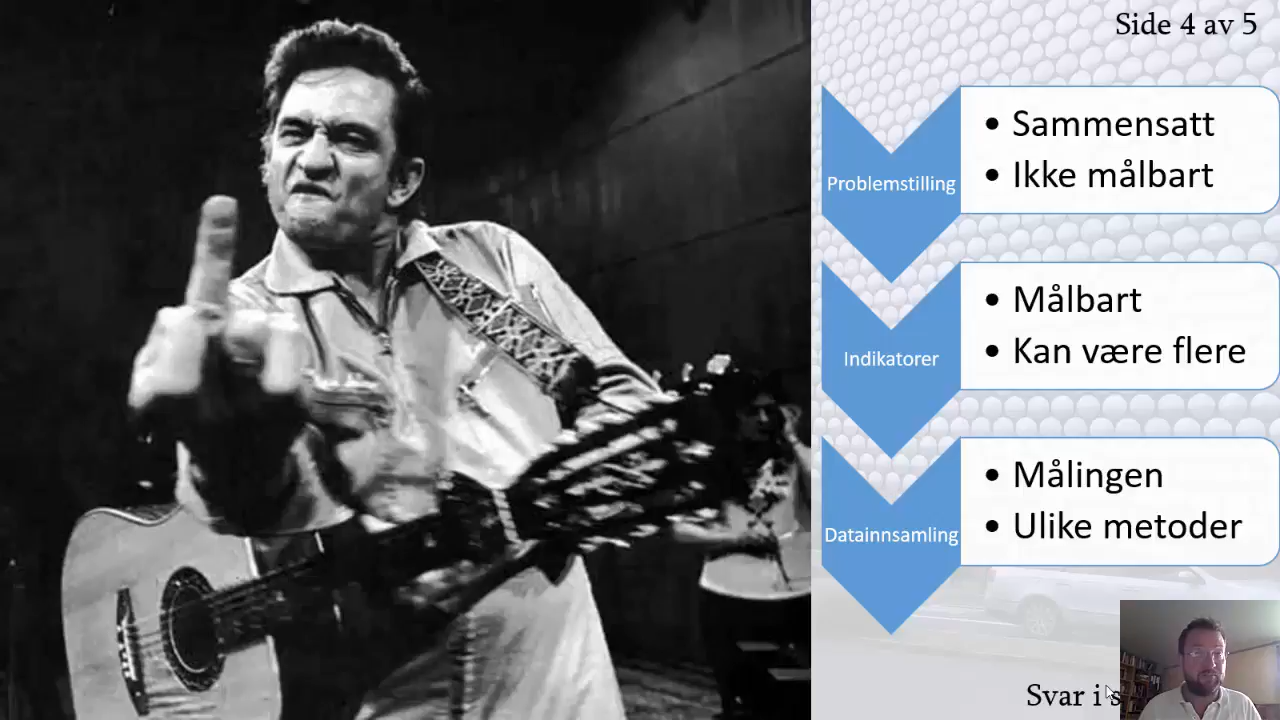 Side 4 av 5
Problemstilling
• Sammensatt
• Ikke målbart
Indikatorer
• Målbart
• Kan være flere
Datainnsamling
• Målingen
• Ulike metoder
Svar i